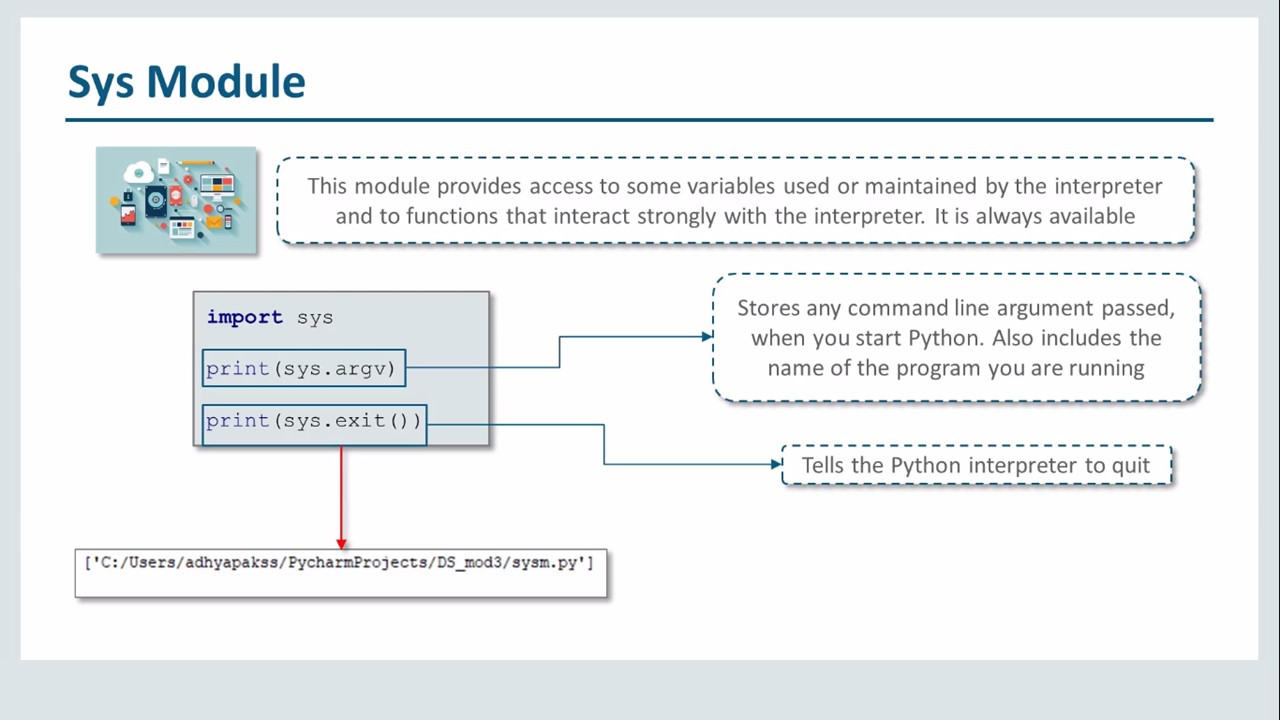 Sys Module
This module provides access to some variables used or maintained by the interpreter
and to functions that interact strongly with the interpreter. It is always available
import sys
print(sys.argv)
print(sys.exit())
Stores any command line argument passed,
when you start Python. Also includes the
name of the program you are running
Tells the Python interpreter to quit
['C:/Users/adhyapakss/PycharmProjects/DS_mod3/sysm.py']